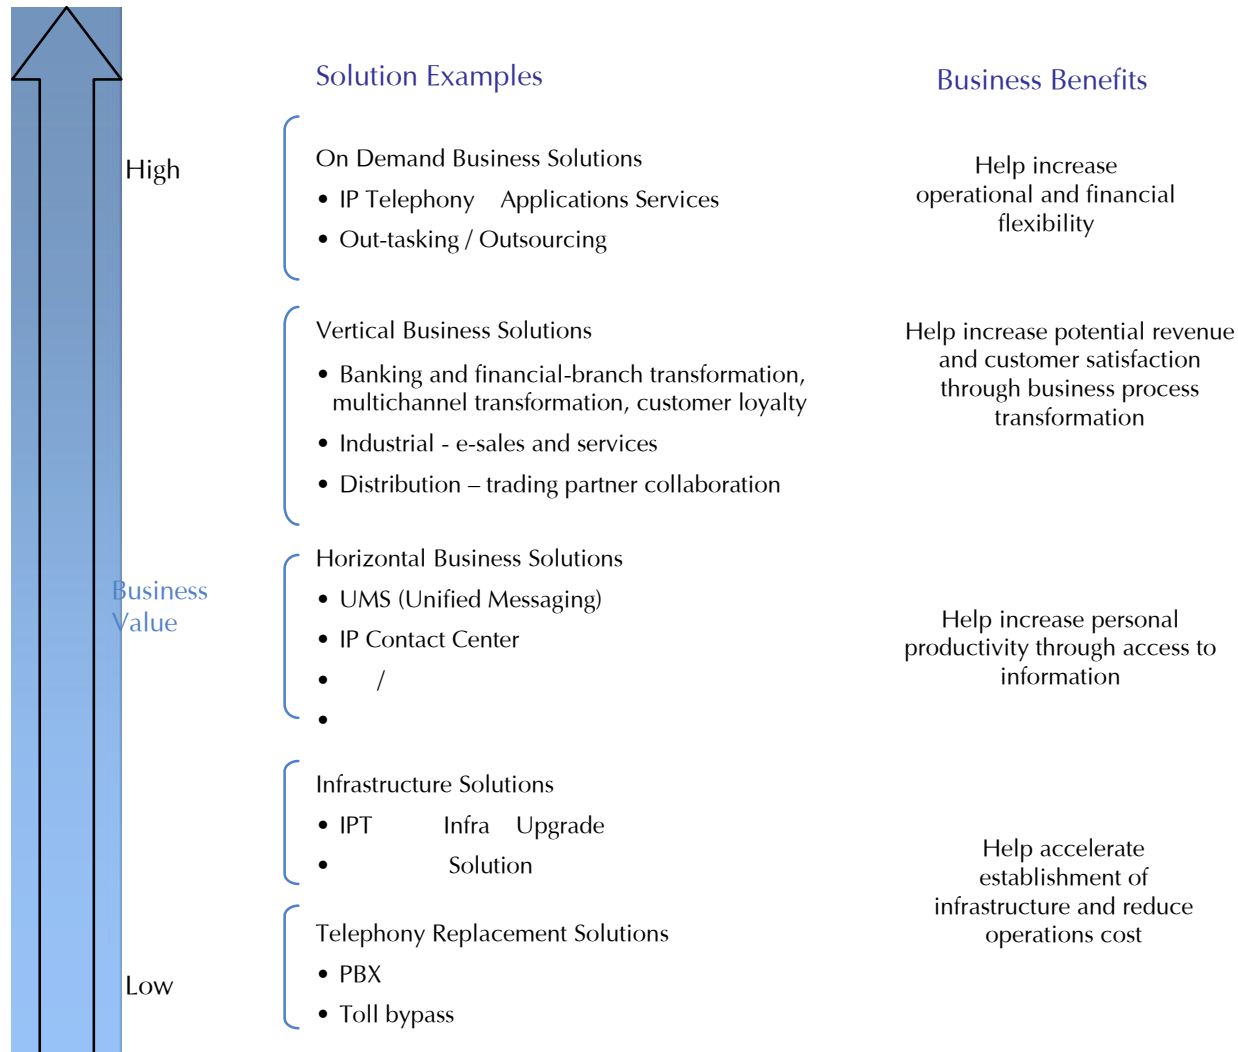 Solution Examples
Business Benefits
High
On Demand Business Solutions
• IP Telephony Applications Services
• Out-tasking / Outsourcing
Help increase
operational and financial
flexibility
Vertical Business Solutions
• Banking and financial-branch transformation,
multichannel transformation, customer loyalty
• Industrial - e-sales and services
• Distribution – trading partner collaboration
Help increase potential revenue
and customer satisfaction
through business process
transformation
Business
Value
Horizontal Business Solutions
• UMS (Unified Messaging)
• IP Contact Center
• /
•
Help increase personal
productivity through access to
information
Infrastructure Solutions
• IPT Infra Upgrade
• Solution
Help accelerate
establishment of
infrastructure and reduce
operations cost
Telephony Replacement Solutions
• PBX
• Toll bypass
Low